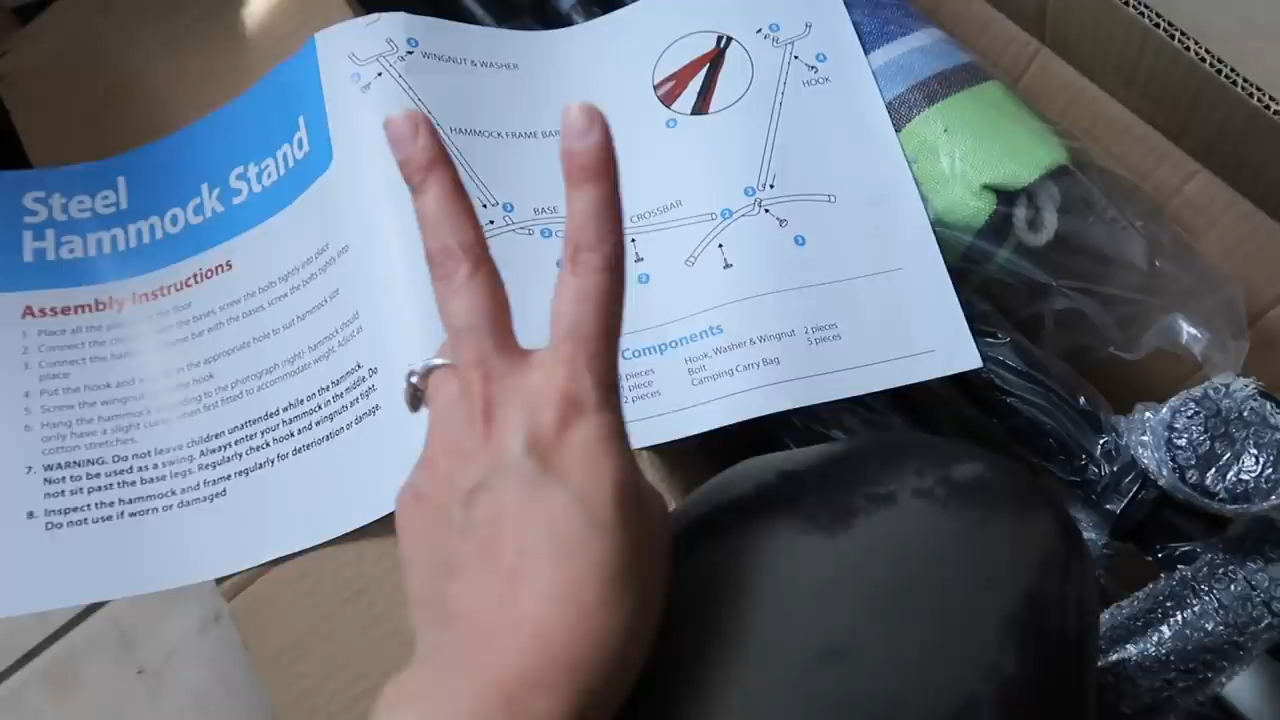 Steel
Hammock Stand
Assembly Instructions
1. Place all the the floor
2. Connect the with the bases, screw the bolts tightly into place
3. Connect the frame bar with the bases, screw the bolts tightly into
place
4. Put the hook and in the appropriate hole to suit hammock size
5. Screw the wingnut the hook
6. Hang the hammock to the photograph (right)- hammock should
only have a slight when first fitted to accommodate weight. Adjust as
cotton stretches.
7. WARNING. Do not leave children unattended while on the hammock.
Not to be used as a swing. Always enter your hammock in the middle. Do
not sit past the base legs. Regularly check hook and wingnuts are tight.
8. Inspect the hammock and frame regularly for deterioration or damage.
Do not use if worn or damaged
WINGNUT & WASHER
HAMMOCK FRAME BAR
BASE
CROSSBAR
HOOK
Components
pieces
1 piece
2 pieces
Hook, Washer & Wingnut 2 pieces
Bolt 5 pieces
Camping Carry Bag